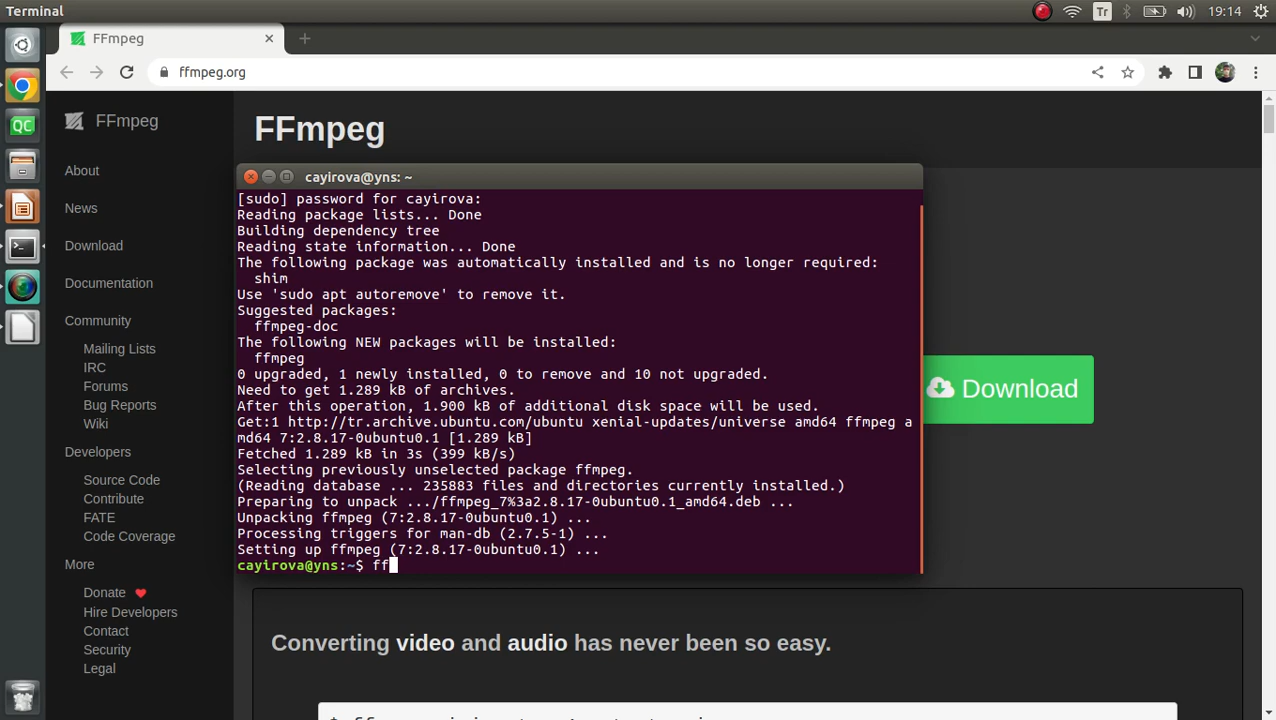 Terminal
Tr
19:14
FFmpeg
ffmpeg.org
QC
FFmpeg
About
News
Download
Documentation
Community
Mailing Lists
IRC
Forums
Bug Reports
Wiki
Developers
Source Code
Contribute
FATE
Code Coverage
More
Donate
Hire Developers
Contact
Security
Legal
FFmpeg
cayirova@yns: ~
[sudo] password for cayirova:
Reading package lists... Done
Building dependency tree
Reading state information... Done
The following package was automatically installed and is no longer required:
shim
Use 'sudo apt autoremove' to remove it.
Suggested packages:
ffmpeg-doc
The following NEW packages will be installed:
ffmpeg
0 upgraded, 1 newly installed, 0 to remove and 10 not upgraded.
Need to get 1.289 kB of archives.
After this operation, 1.900 kB of additional disk space will be used.
Get:1 http://tr.archive.ubuntu.com/ubuntu xenial-updates/universe amd64 ffmpeg a
md64 7:2.8.17-0ubuntu0.1 [1.289 kB]
Fetched 1.289 kB in 3s (399 kB/s)
Selecting previously unselected package ffmpeg.
(Reading database ... 235883 files and directories currently installed.)
Preparing to unpack .../ffmpeg_7%3a2.8.17-0ubuntu0.1_amd64.deb ...
Unpacking ffmpeg (7:2.8.17-0ubuntu0.1) ...
Processing triggers for man-db (2.7.5-1) ...
Setting up ffmpeg (7:2.8.17-0ubuntu0.1) ...
cayirova@yns:~$ ff
Download
Converting video and audio has never been so easy.